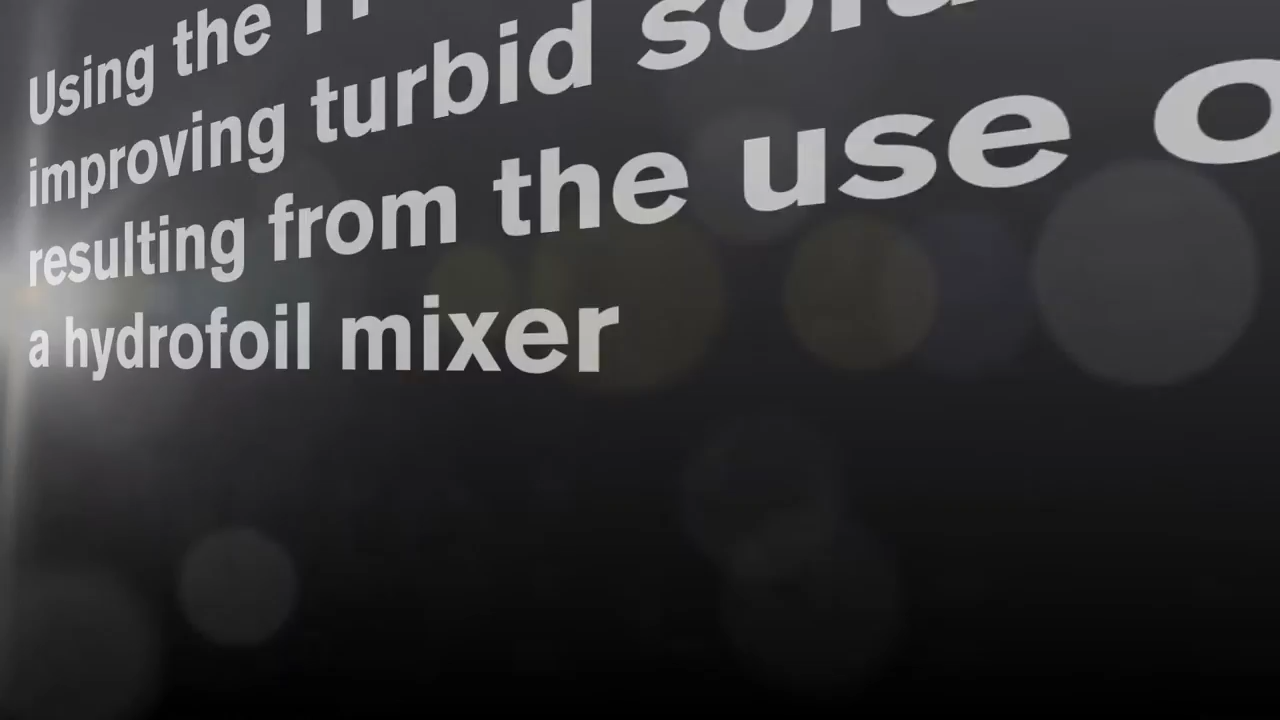 Using the
improving turbid
resulting from the use
a hydrofoil mixer